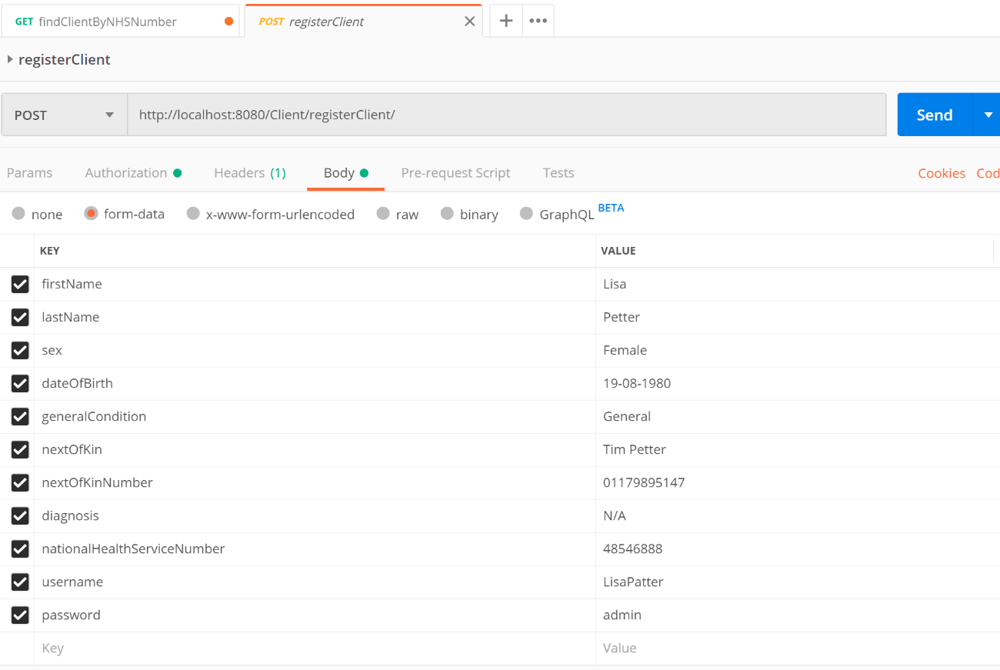 GET findClientByNHSNumber POST registerClient
registerClient
POST http://localhost:8080/Client/registerClient/ Send
Params Authorization Headers (1) Body Pre-request Script Tests Cookies Cod
none form-data x-www-form-urlencoded raw binary GraphQL BETA
KEY VALUE
firstName Lisa
lastName Petter
sex Female
dateOfBirth 19-08-1980
generalCondition General
nextOfKin Tim Petter
nextOfKinNumber 01179895147
diagnosis N/A
nationalHealthServiceNumber 48546888
username LisaPatter
password admin
Key Value